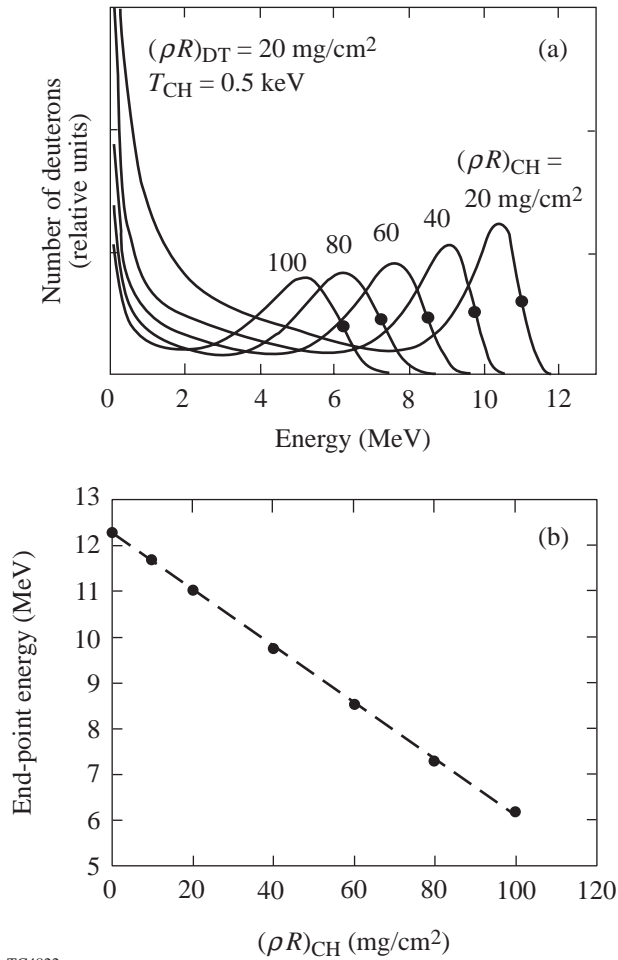 (a)
(ρR)DT = 20 mg/cm²
TCH = 0.5 keV
(ρR)CH =
20 mg/cm²
40
60
80
100
Number of deuterons
(relative units)
0 2 4 6 8 10 12
Energy (MeV)
(b)
End-point energy (MeV)
13
12
11
10
9
8
7
6
5
0 20 40 60 80 100 120
(ρR)CH (mg/cm²)